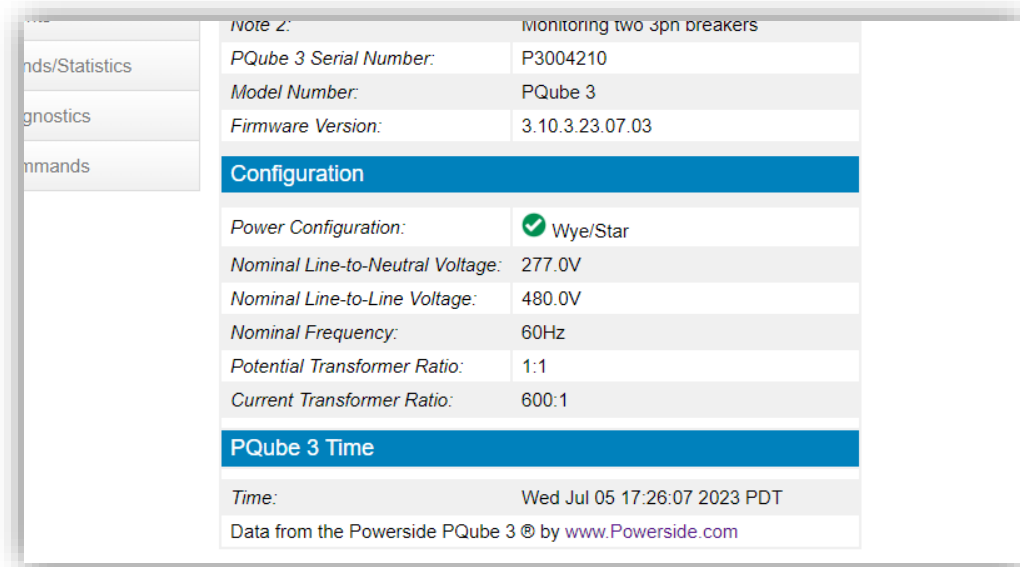 Note 2: Monitoring two 3ph breakers
nds/Statistics
PQube 3 Serial Number: P3004210
Model Number: PQube 3
gnostics
Firmware Version: 3.10.3.23.07.03
mmands
Configuration
Power Configuration: Wye/Star
Nominal Line-to-Neutral Voltage: 277.0V
Nominal Line-to-Line Voltage: 480.0V
Nominal Frequency: 60Hz
Potential Transformer Ratio: 1:1
Current Transformer Ratio: 600:1
PQube 3 Time
Time: Wed Jul 05 17:26:07 2023 PDT
Data from the Powerside PQube 3 ® by www.Powerside.com